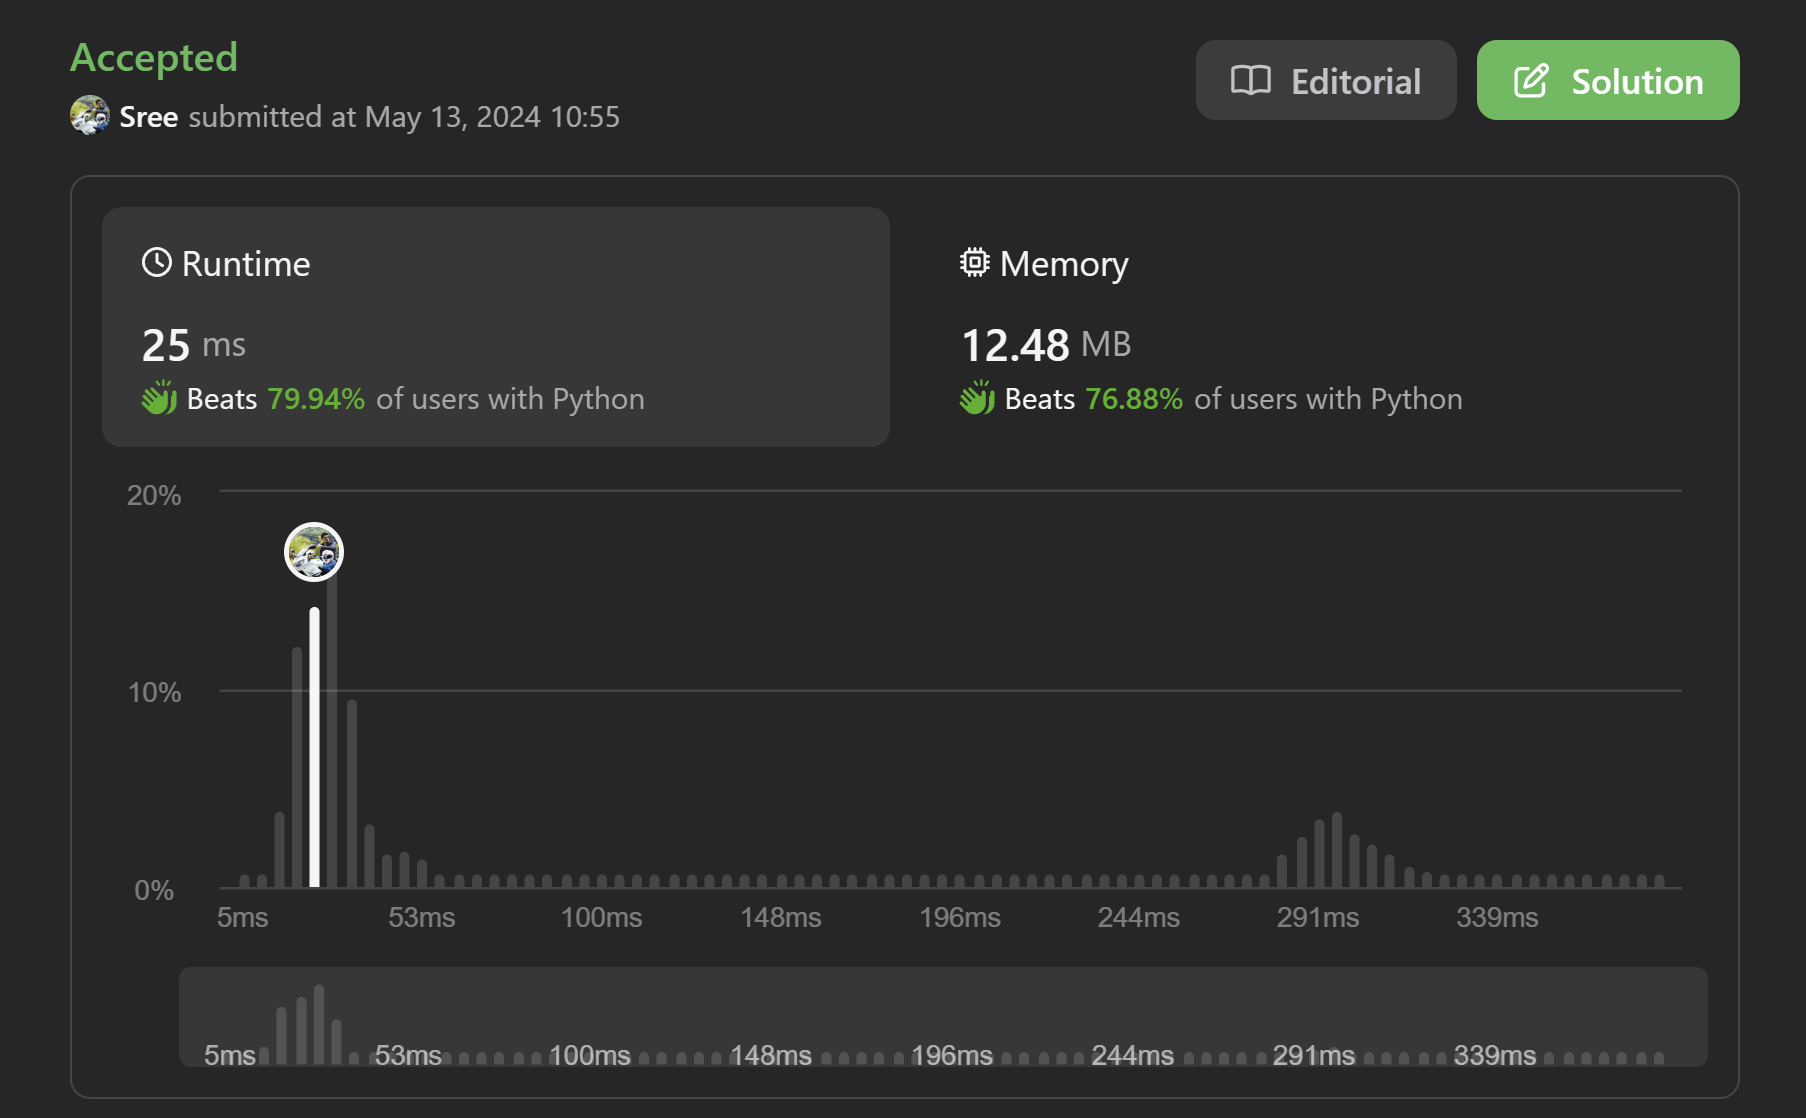 Accepted
Editorial
Solution
Sree submitted at May 13, 2024 10:55
Runtime
25 ms
Beats 79.94% of users with Python
Memory
12.48 MB
Beats 76.88% of users with Python
20%
10%
0%
5ms 53ms 100ms 148ms 196ms 244ms 291ms 339ms
5ms 53ms 100ms 148ms 196ms 244ms 291ms 339ms